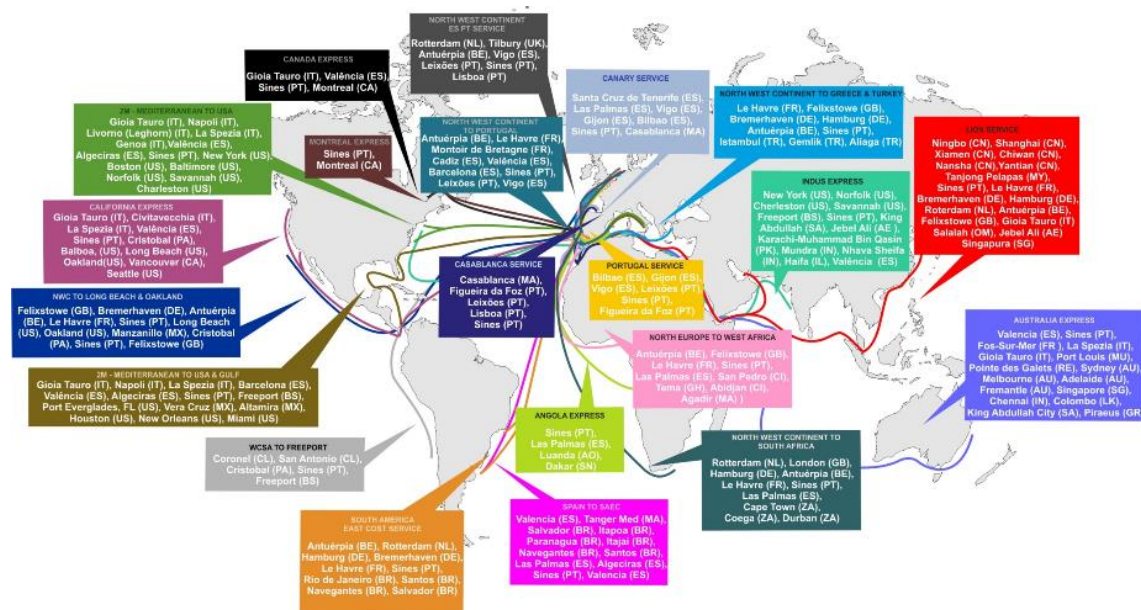 NORTH WEST CONTINENT
ES PT SERVICE
Rotterdam (NL), Tilbury (UK),
Antuérpia (BE), Vigo (ES),
Leixões (PT), Sines (PT),
Lisboa (PT)
CANADA EXPRESS
Gioia Tauro (IT), Valência (ES),
Sines (PT), Montreal (CA)
CANARY SERVICE
Santa Cruz de Tenerife (ES),
Las Palmas (ES), Vigo (ES),
Gijon (ES), Bilbao (ES),
Sines (PT), Casablanca (MA)
NORTH WEST CONTINENT TO GREECE & TURKEY
Le Havre (FR), Felixstowe (GB),
Bremerhaven (DE), Hamburg (DE),
Antuérpia (BE), Sines (PT),
Istambul (TR), Gemlik (TR), Aliaga (TR)
2M - MEDITERRANEAN TO USA
Gioia Tauro (IT), Napoli (IT),
Livorno (Leghorn) (IT), La Spezia (IT),
Genoa (IT),Valência (ES),
Algeciras (ES), Sines (PT), New York (US),
Boston (US), Baltimore (US),
Norfolk (US), Savannah (US),
Charleston (US)
MONTREAL EXPRESS
Sines (PT),
Montreal (CA)
NORTH WEST CONTINENT
TO PORTUGAL
Antuérpia (BE), Le Havre (FR),
Montoir de Bretagne (FR),
Cadiz (ES), Valência (ES),
Barcelona (ES), Sines (PT),
Leixões (PT), Vigo (ES)
LION SERVICE
Ningbo (CN), Shanghai (CN),
Xiamen (CN), Chiwan (CN),
Nansha (CN),Yantian (CN),
Tanjong Pelapas (MY),
Sines (PT), Le Havre (FR),
Bremerhaven (DE), Hamburg (DE),
Roterdam (NL), Antuérpia (BE),
Felixstowe (GB), Gioia Tauro (IT)
Salalah (OM), Jebel Ali (AE)
Singapura (SG)
INDUS EXPRESS
New York (US), Norfolk (US),
Cherleston (US), Savannah (US),
Freeport (BS), Sines (PT), King
Abdullah (SA), Jebel Ali (AE )
Karachi-Muhammad Bin Qasin
(PK), Mundra (IN), Nhava Sheifa
(IN), Haifa (IL), Valência (ES)
CALIFORNIA EXPRESS
Gioia Tauro (IT), Civitavecchia (IT),
La Spezia (IT), Valência (ES),
Sines (PT), Cristobal (PA),
Balboa, (US), Long Beach (US),
Oakland(US), Vancouver (CA),
Seattle (US)
CASABLANCA SERVICE
Casablanca (MA),
Figueira da Foz (PT),
Leixões (PT),
Lisboa (PT),
Sines (PT)
PORTUGAL SERVICE
Bilbao (ES), Gijon (ES),
Vigo (ES), Leixões (PT),
Sines (PT),
Figueira da Foz (PT)
NWC TO LONG BEACH & OAKLAND
Felixstowe (GB), Bremerhaven (DE), Antuérpia
(BE), Le Havre (FR), Sines (PT), Long Beach
(US), Oakland (US), Manzanillo (MX), Cristobal
(PA), Sines (PT), Felixstowe (GB)
AUSTRALIA EXPRESS
Valencia (ES), Sines (PT),
Fos-Sur-Mer (FR ), La Spezia (IT),
Gioia Tauro (IT), Port Louis (MU),
Pointe des Galets (RE), Sydney (AU),
Melbourne (AU), Adelaide (AU),
Fremantle (AU), Singapore (SG),
Chennai (IN), Colombo (LK),
King Abdullah City (SA), Piraeus (GR)
NORTH EUROPE TO WEST AFRICA
Antuérpia (BE), Felixstowe (GB),
Le Havre (FR), Sines (PT),
Las Palmas (ES), San Pedro (CI),
Tama (GH), Abidjan (CI),
Agadir (MA) )
2M - MEDITERRANEAN TO USA & GULF
Gioia Tauro (IT), Napoli (IT), La Spezia (IT), Barcelona (ES),
Valência (ES), Algeciras (ES), Sines (PT), Freeport (BS),
Port Everglades, FL (US), Vera Cruz (MX), Altamira (MX),
Houston (US), New Orleans (US), Miami (US)
ANGOLA EXPRESS
Sines (PT),
Las Palmas (ES),
Luanda (AO),
Dakar (SN)
WCSA TO FREEPORT
Coronel (CL), San Antonio (CL),
Cristobal (PA), Sines (PT),
Freeport (BS)
NORTH WEST CONTINENT TO
SOUTH AFRICA
Rotterdam (NL), London (GB),
Hamburg (DE), Antuérpia (BE),
Le Havre (FR), Sines (PT),
Las Palmas (ES),
Cape Town (ZA),
Coega (ZA), Durban (ZA)
SOUTH AMERICA
EAST COST SERVICE
Antuérpia (BE), Rotterdam (NL),
Hamburg (DE), Bremerhaven (DE),
Le Havre (FR), Sines (PT),
Rio de Janeiro (BR), Santos (BR),
Navegantes (BR), Salvador (BR)
SPAIN TO SAEC
Valencia (ES), Tanger Med (MA),
Salvador (BR), Itapoa (BR),
Paranagua (BR), Itajai (BR),
Navegantes (BR), Santos (BR),
Las Palmas (ES), Algeciras (ES),
Sines (PT), Valencia (ES)